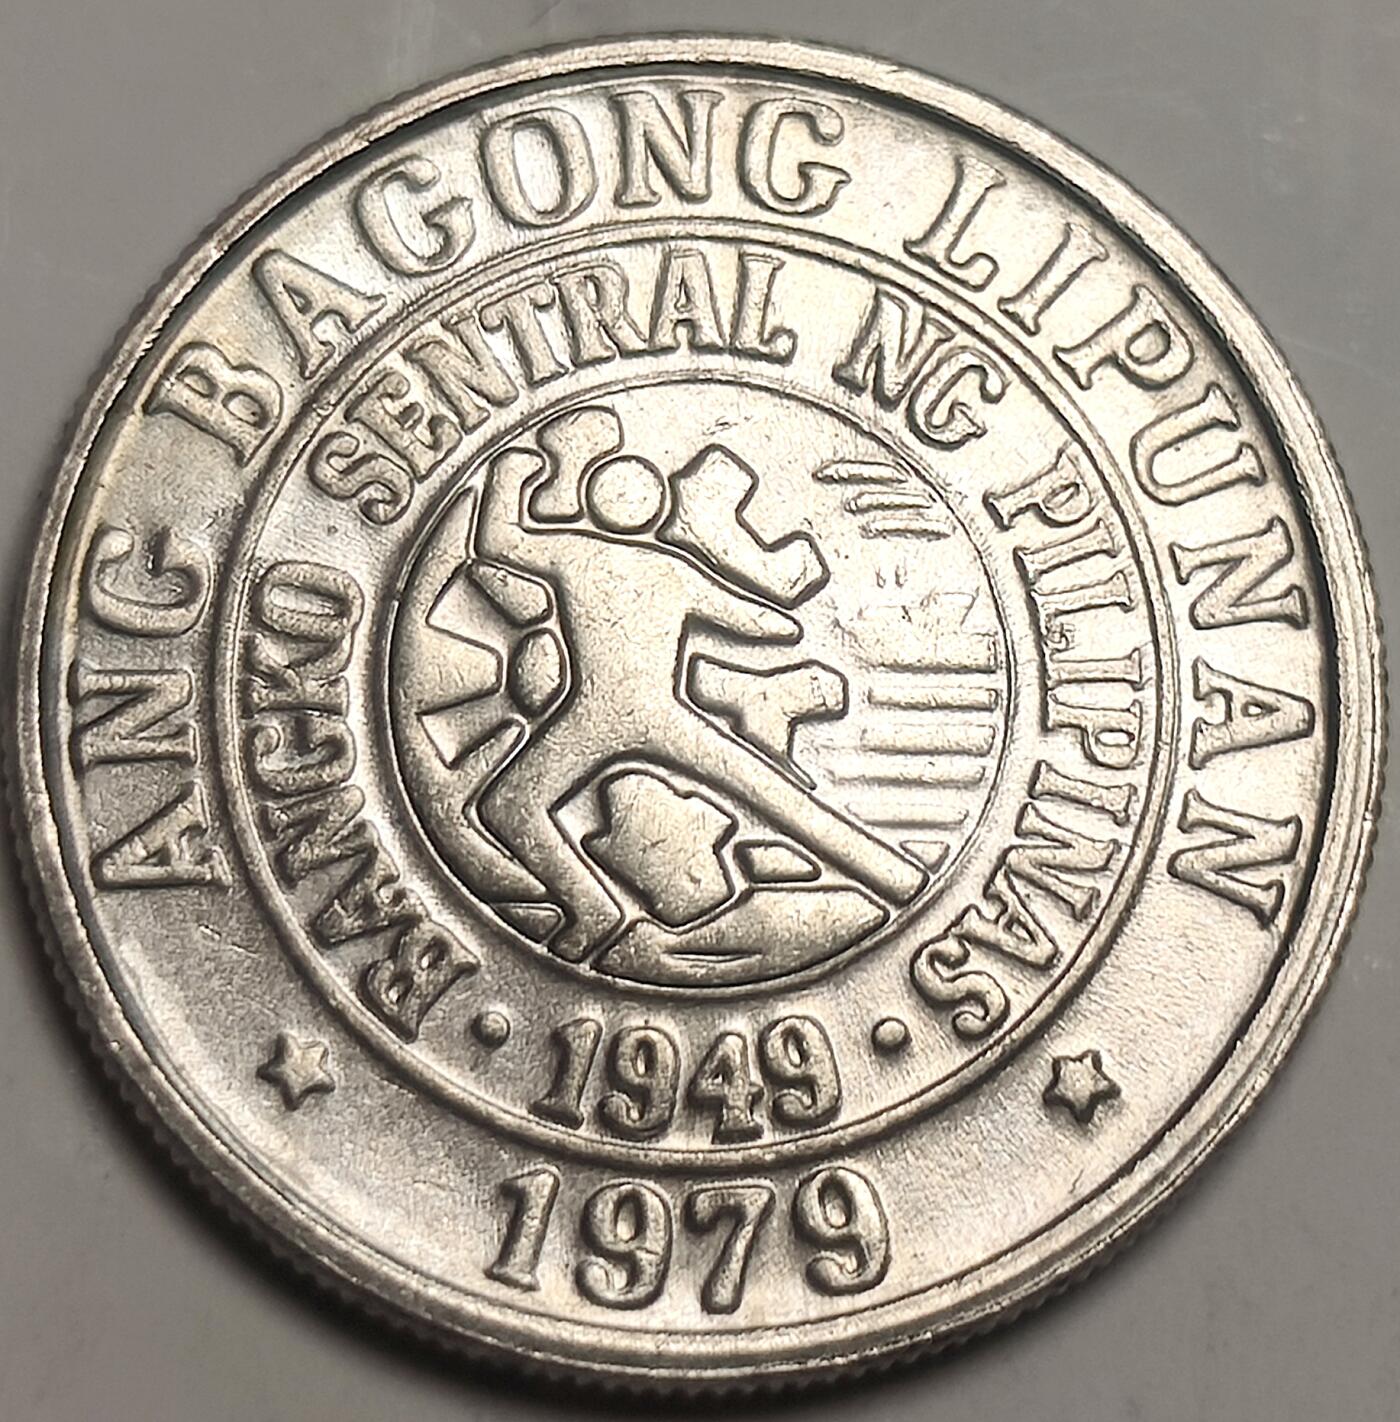 ANG BAGONG LIPUNAN
BANGKO SENTRAL NG PILIPINAS
· 1949 ·
1979